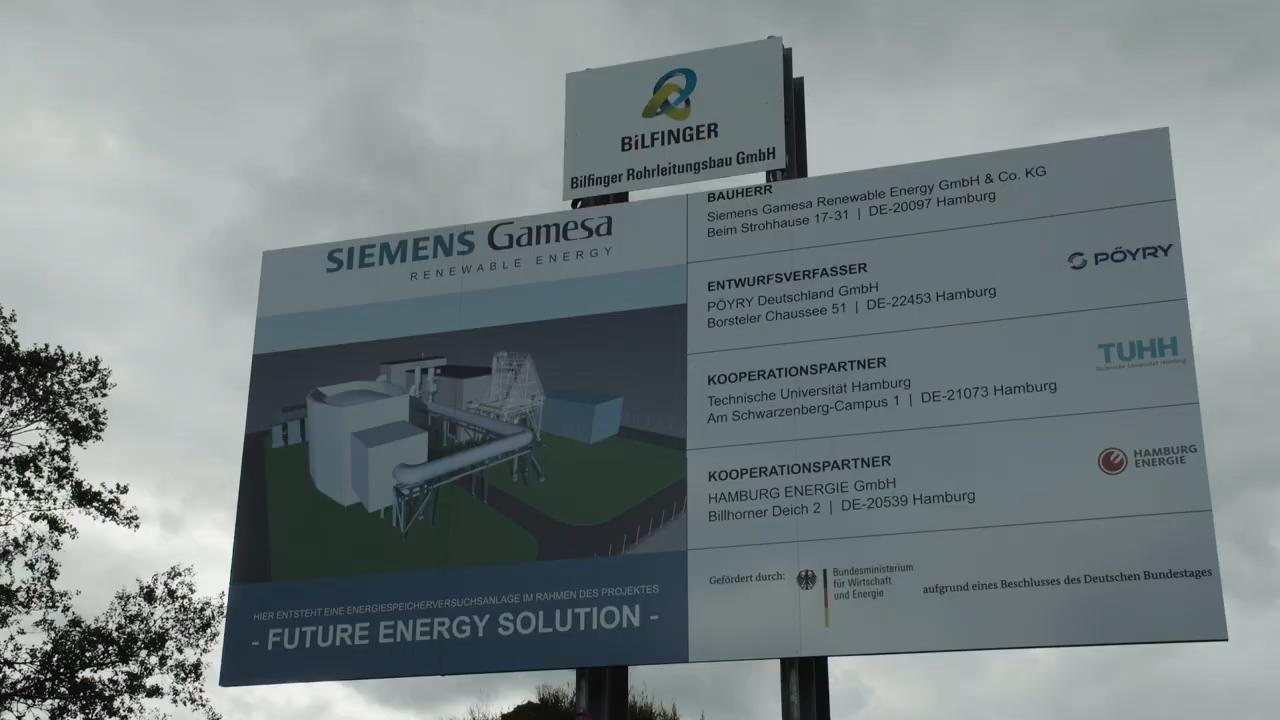 BiLFINGER
Bilfinger Rohrleitungsbau GmbH
SIEMENS Gamesa
RENEWABLE ENERGY
HIER ENTSTEHT EINE ENERGIESPEICHERVERSUCHSANLAGE IM RAHMEN DES PROJEKTES
- FUTURE ENERGY SOLUTION -
BAUHERR
Siemens Gamesa Renewable Energy GmbH & Co. KG
Beim Strohhause 17-31 | DE-20097 Hamburg
ENTWURFSVERFASSER
PÖYRY Deutschland GmbH
Borsteler Chaussee 51 | DE-22453 Hamburg
PÖYRY
KOOPERATIONSPARTNER
Technische Universität Hamburg
Am Schwarzenberg-Campus 1 | DE-21073 Hamburg
TUHH
Technische Universität Hamburg
KOOPERATIONSPARTNER
HAMBURG ENERGIE GmbH
Billhorner Deich 2 | DE-20539 Hamburg
HAMBURG
ENERGIE
Gefördert durch:
Bundesministerium
für Wirtschaft
und Energie
aufgrund eines Beschlusses des Deutschen Bundestages